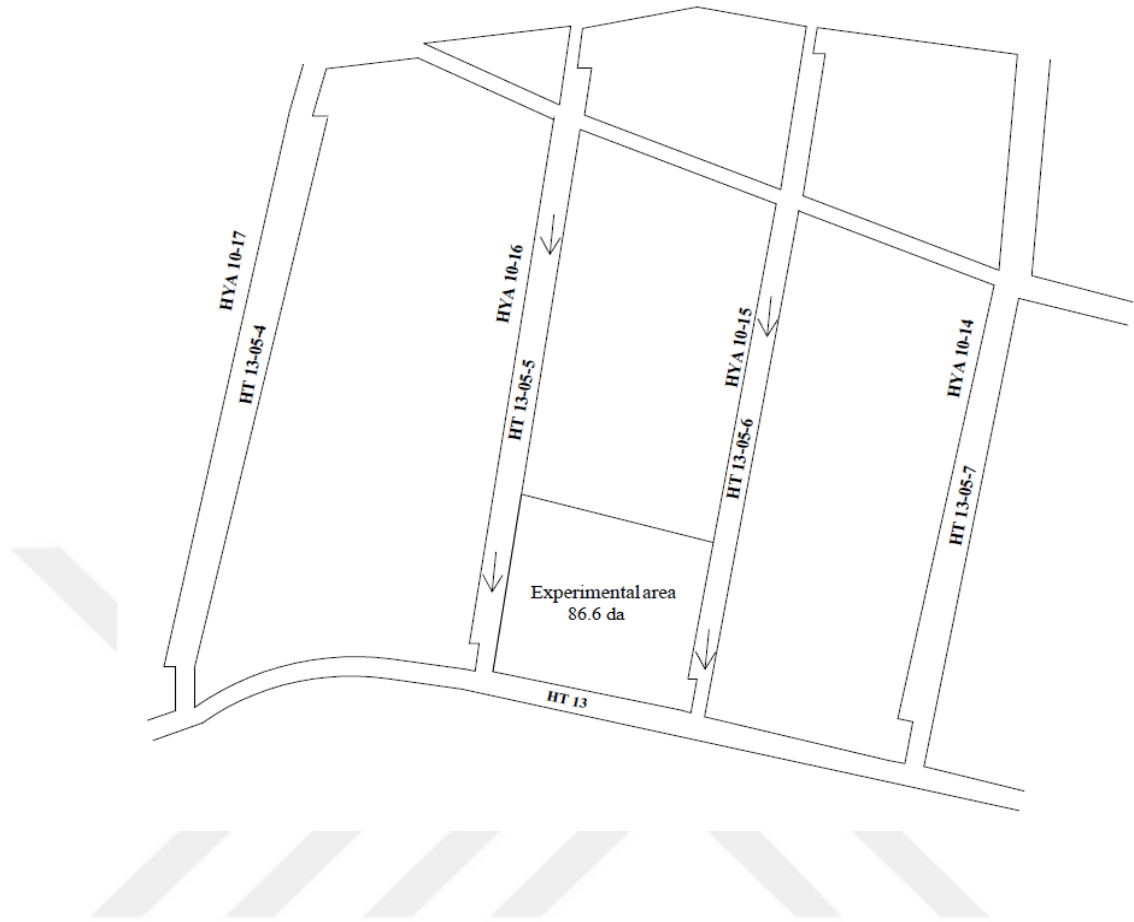 HYA 10-17
HT 13-05-4
HYA 10-16
HT 13-05-5
HYA 10-15
HT 13-05-6
HYA 10-14
HT 13-05-7
Experimental area
86.6 da
HT 13